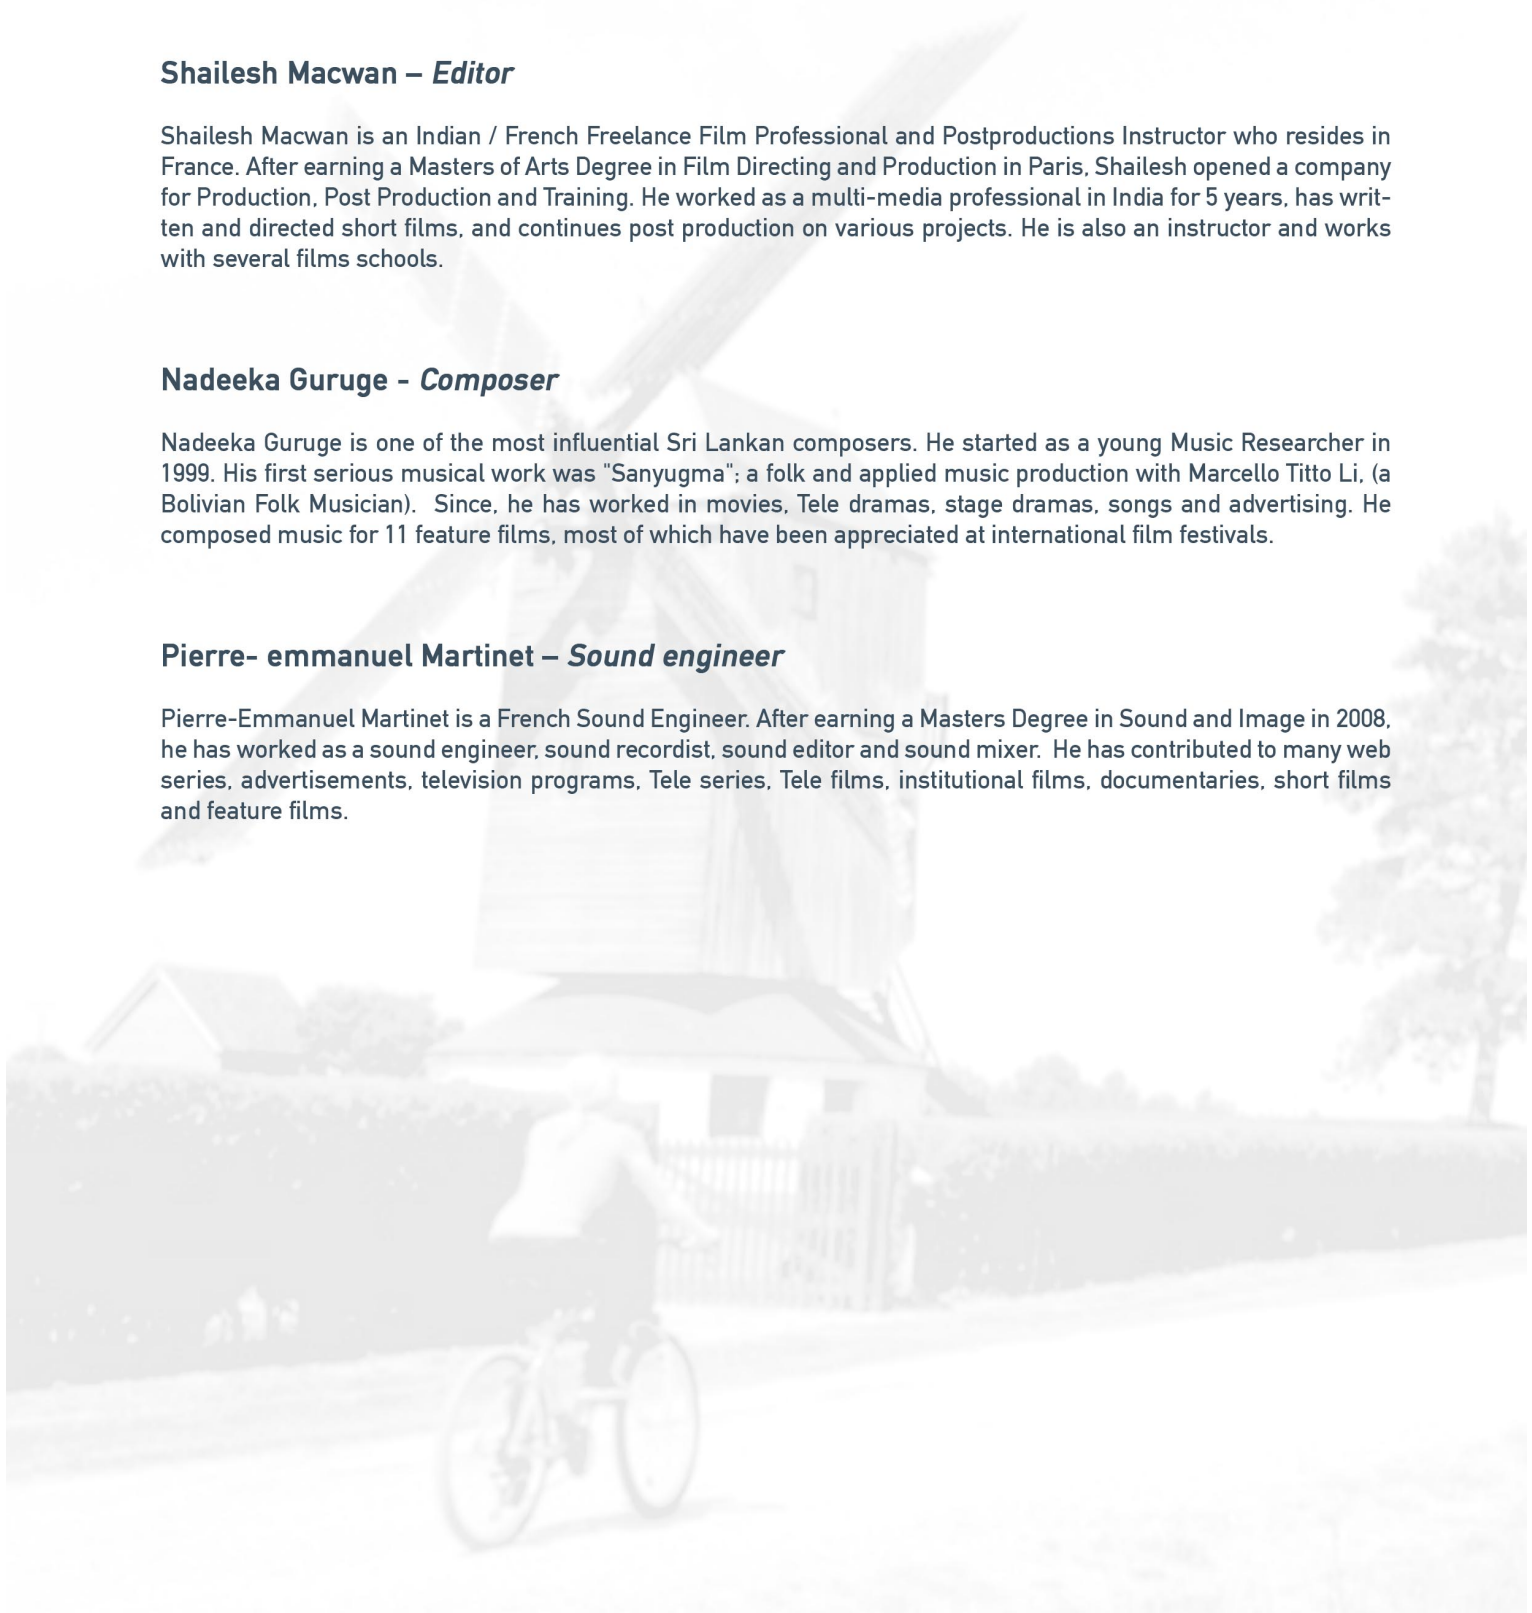 Shailesh Macwan – Editor
Shailesh Macwan is an Indian / French Freelance Film Professional and Postproductions Instructor who resides in
France. After earning a Masters of Arts Degree in Film Directing and Production in Paris, Shailesh opened a company
for Production, Post Production and Training. He worked as a multi-media professional in India for 5 years, has writ-
ten and directed short films, and continues post production on various projects. He is also an instructor and works
with several films schools.
Nadeeka Guruge - Composer
Nadeeka Guruge is one of the most influential Sri Lankan composers. He started as a young Music Researcher in
1999. His first serious musical work was "Sanyugma"; a folk and applied music production with Marcello Titto Li, (a
Bolivian Folk Musician).  Since, he has worked in movies, Tele dramas, stage dramas, songs and advertising. He
composed music for 11 feature films, most of which have been appreciated at international film festivals.
Pierre- emmanuel Martinet – Sound engineer
Pierre-Emmanuel Martinet is a French Sound Engineer. After earning a Masters Degree in Sound and Image in 2008,
he has worked as a sound engineer, sound recordist, sound editor and sound mixer.  He has contributed to many web
series, advertisements, television programs, Tele series, Tele films, institutional films, documentaries, short films
and feature films.